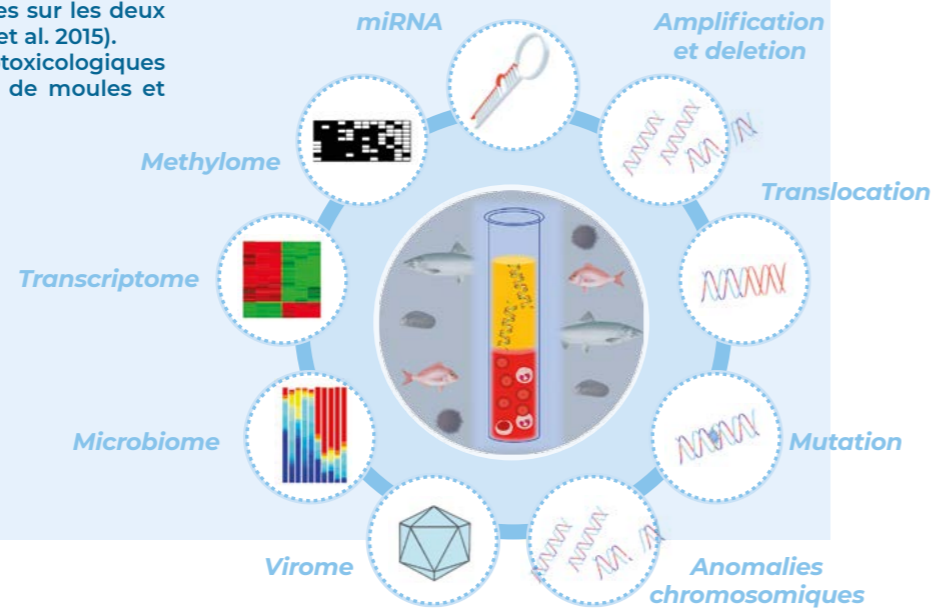 es sur les deux
et al. 2015).
toxicologiques
de moules et
miRNA
Amplification
et deletion
Methylome
Translocation
Transcriptome
Microbiome
Mutation
Virome
Anomalies
chromosomiques